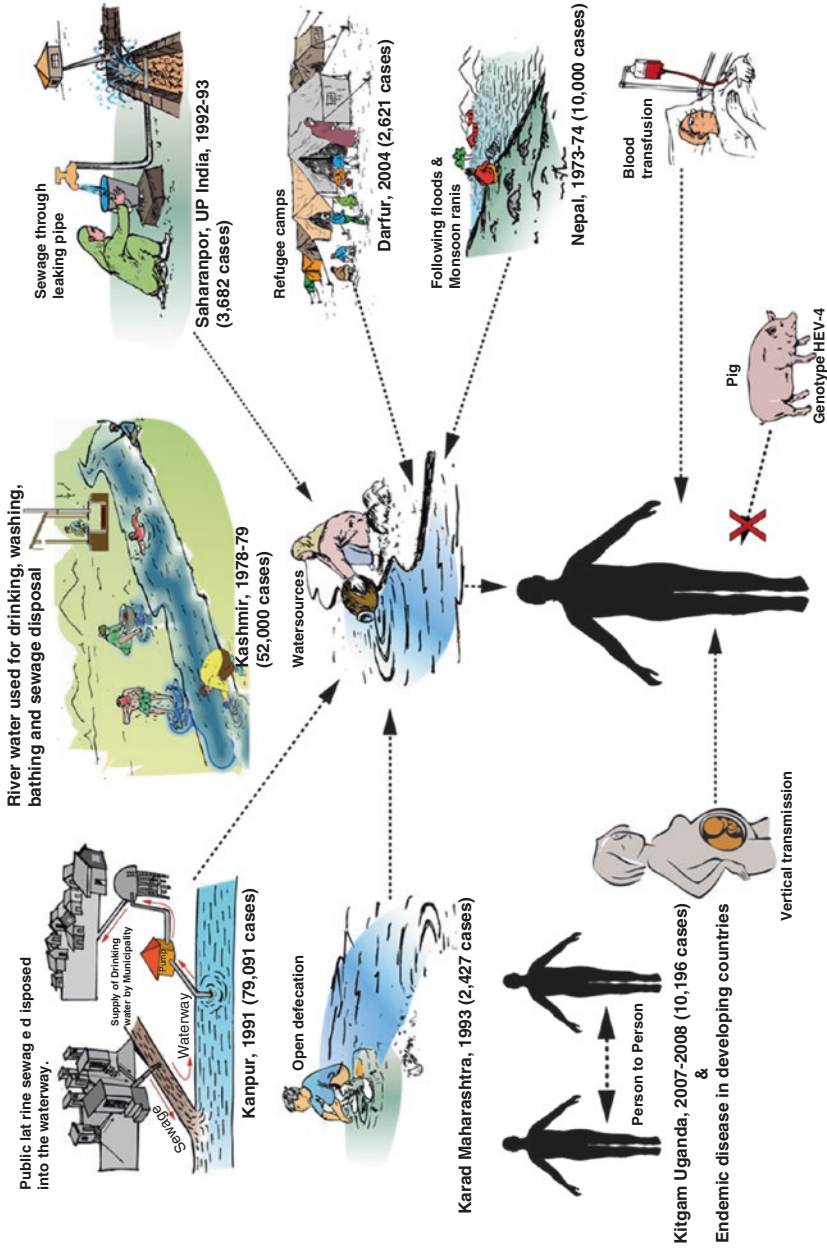 Public lat rine sewag e d isposed
into the waterway.
Supply of Drinking
water by Municipality
Pump
Sewage
Waterway
Kanpur, 1991 (79,091 cases)
River water used for drinking, washing,
bathing and sewage disposal
Kashmir, 1978-79
(52,000 cases)
Sewage through
leaking pipe
Saharanpor, UP India, 1992-93
(3,682 cases)
Open defecation
Karad Maharashtra, 1993 (2,427 cases)
Watersources
Refugee camps
Darfur, 2004 (2,621 cases)
Following floods &
Monsoon ranis
Nepal, 1973-74 (10,000 cases)
Person to Person
Kitgam Uganda, 2007-2008 (10,196 cases)
&
Endemic disease in developing countries
Vertical transmission
Blood
transfusion
Pig
Genotype HEV-4